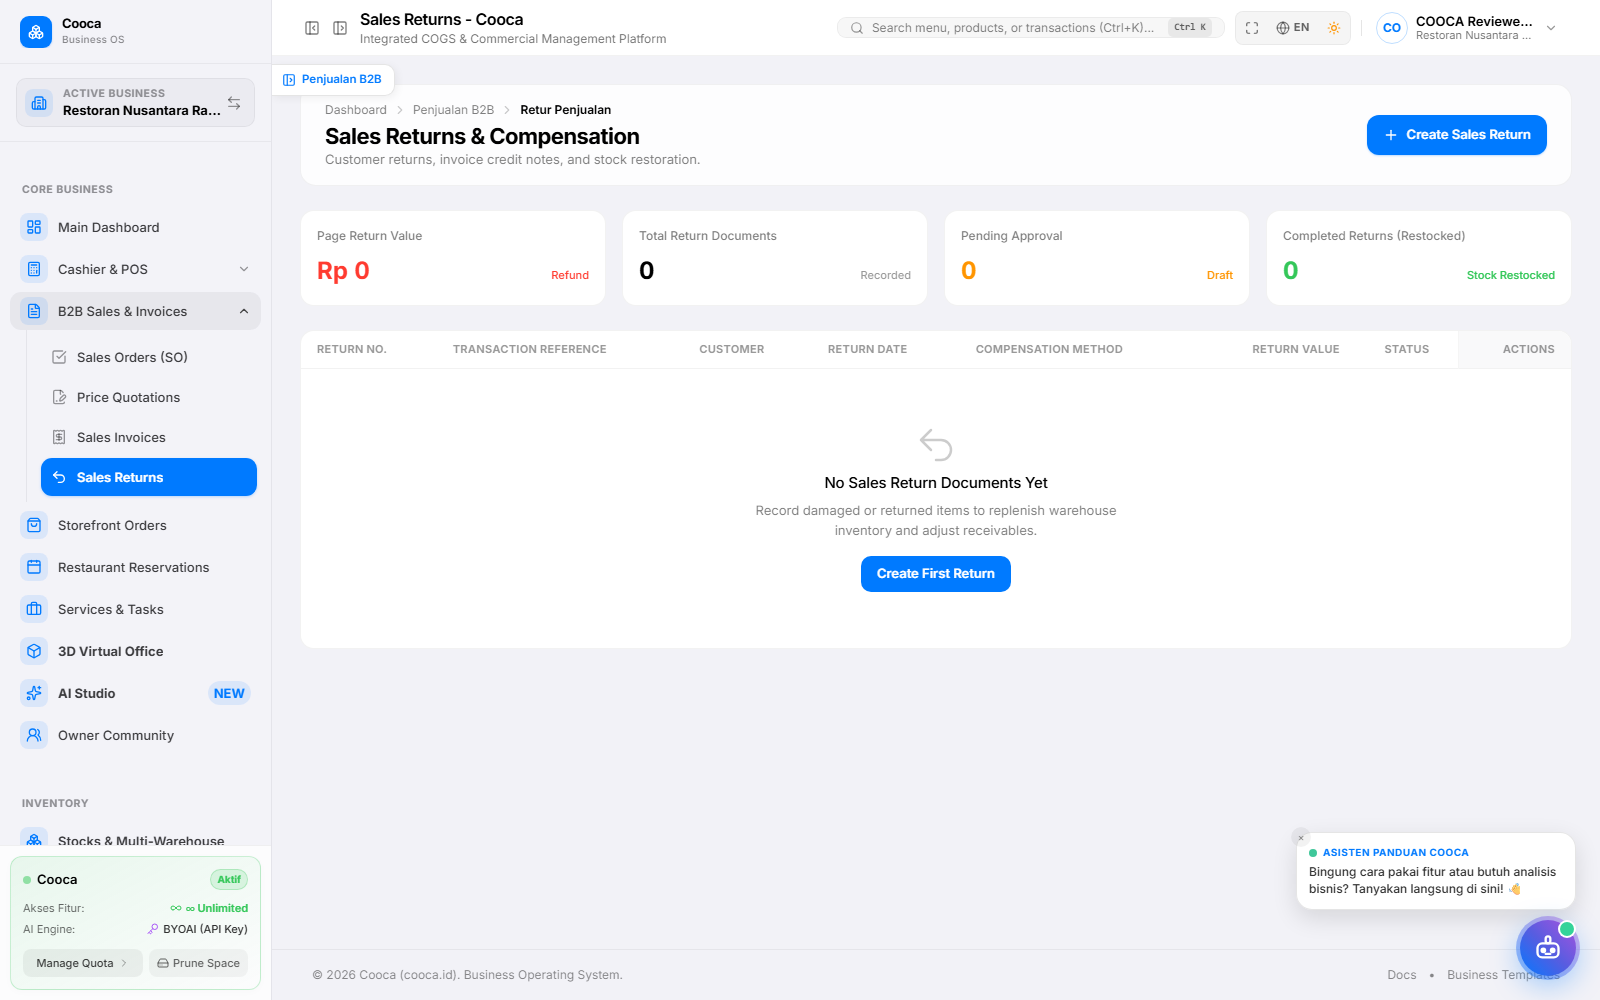 Cooca
Business OS
ACTIVE BUSINESS
Restoran Nusantara Ra...
CORE BUSINESS
Main Dashboard
Cashier & POS
B2B Sales & Invoices
Sales Orders (SO)
Price Quotations
Sales Invoices
Sales Returns
Storefront Orders
Restaurant Reservations
Services & Tasks
3D Virtual Office
AI Studio NEW
Owner Community
INVENTORY
Stocks & Multi-Warehouse
Cooca Aktif
Akses Fitur: ∞ Unlimited
AI Engine: BYOAI (API Key)
Manage Quota Prune Space
Sales Returns - Cooca
Integrated COGS & Commercial Management Platform
Search menu, products, or transactions (Ctrl+K)... Ctrl K
EN
CO
COOCA Reviewe...
Restoran Nusantara ...
Penjualan B2B
Dashboard Penjualan B2B Retur Penjualan
Sales Returns & Compensation
Customer returns, invoice credit notes, and stock restoration.
Create Sales Return
Page Return Value
Rp 0 Refund
Total Return Documents
0 Recorded
Pending Approval
0 Draft
Completed Returns (Restocked)
0 Stock Restocked
RETURN NO. TRANSACTION REFERENCE CUSTOMER RETURN DATE COMPENSATION METHOD RETURN VALUE STATUS ACTIONS
No Sales Return Documents Yet
Record damaged or returned items to replenish warehouse
inventory and adjust receivables.
Create First Return
ASISTEN PANDUAN COOCA
Bingung cara pakai fitur atau butuh analisis
bisnis? Tanyakan langsung di sini! 👋
© 2026 Cooca (cooca.id). Business Operating System.
Docs • Business Templates